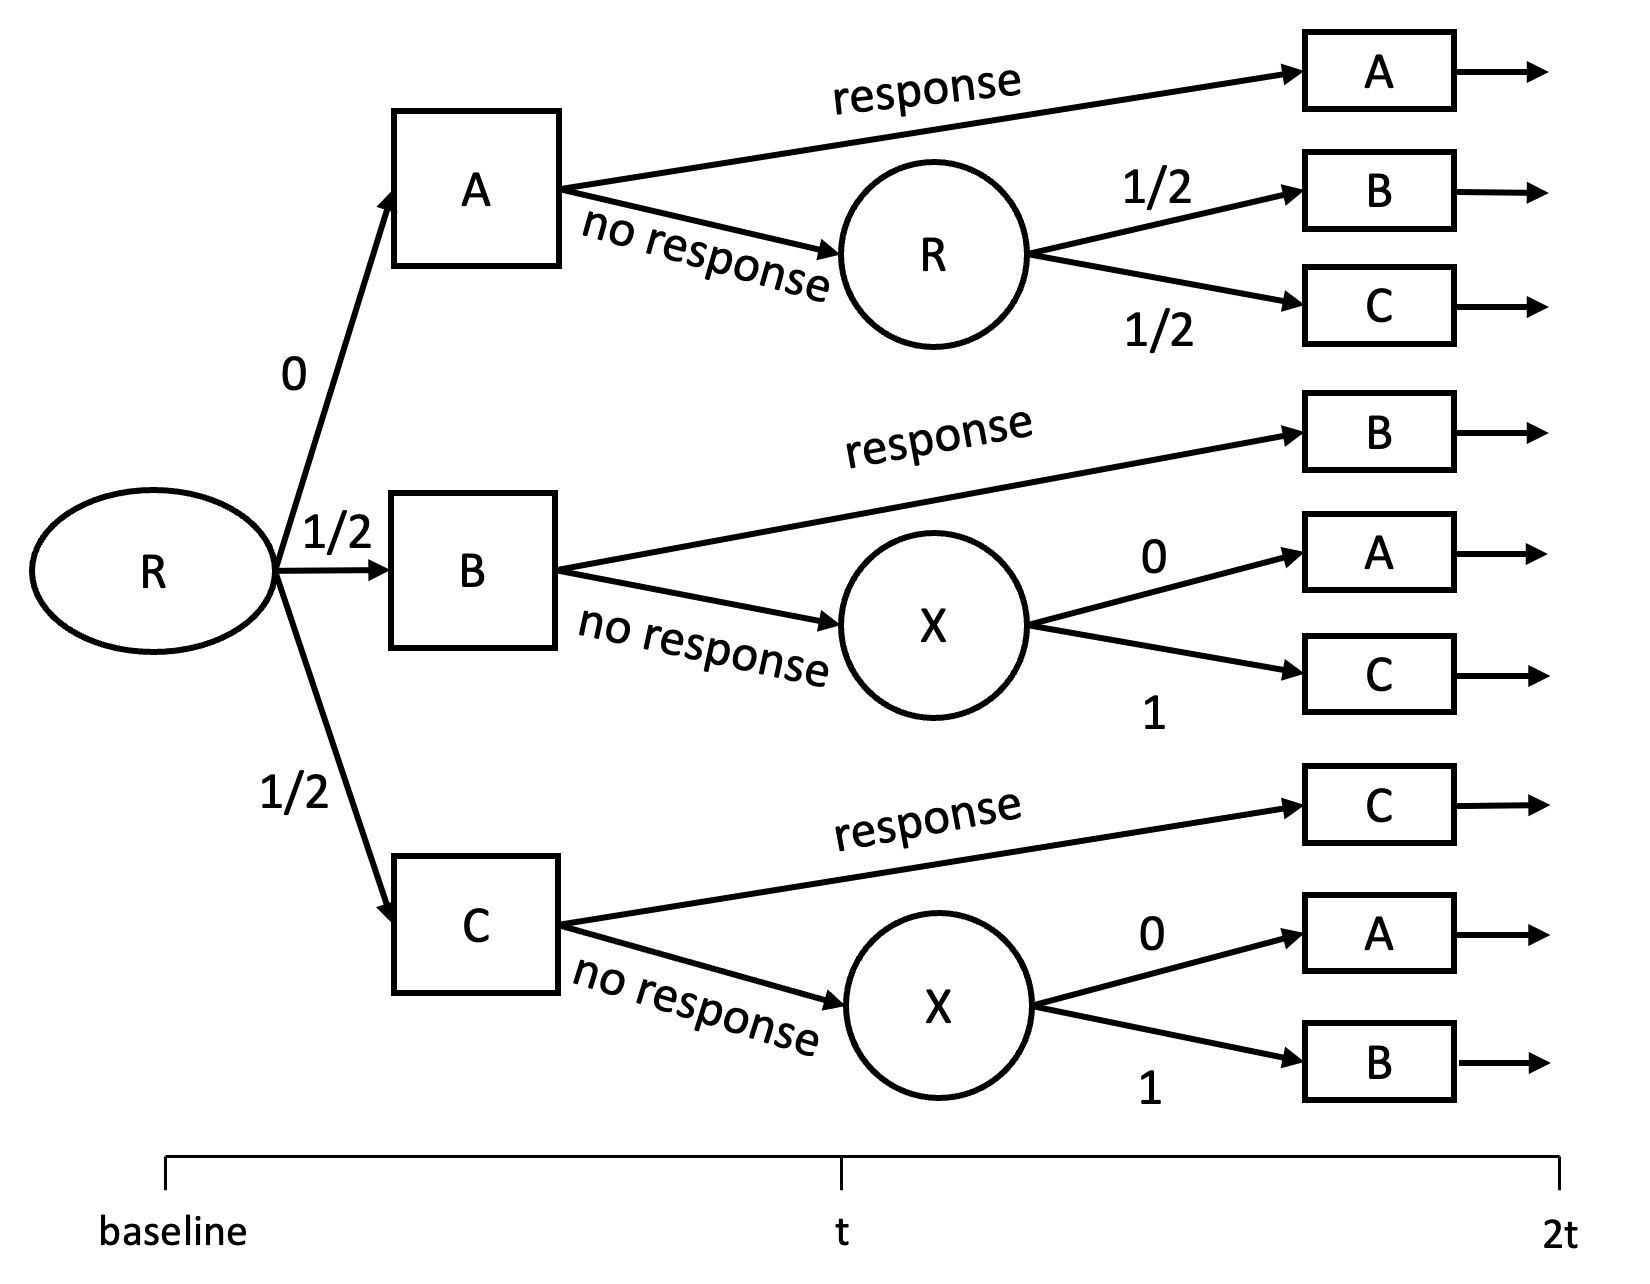 response
A
A
R
1/2
B
no response
1/2
C
0
response
B
R
1/2
B
X
0
A
no response
1
C
1/2
response
C
C
X
0
A
no response
1
B
baseline
t
2t